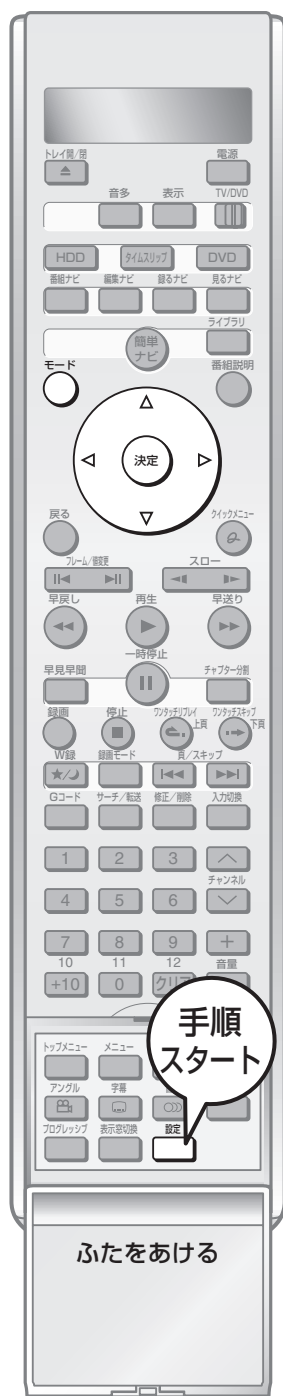 トレイ開/閉 電源
音多 表示 TV/DVD
HDD タイムスリップ DVD
番組ナビ 編集ナビ 録るナビ 見るナビ
ライブラリ
簡単
ナビ
モード 番組説明
決定
戻る クイックメニュー
フレーム/値変更 スロー
早戻し 再生 早送り
一時停止
早見早聞 チャプター分割
録画 停止 ワンタッチリプレイ ワンタッチスキップ
上頁 下頁
W録 録画モード 頁/スキップ
Gコード サーチ/転送 修正/削除 入力切換
1 2 3
チャンネル
4 5 6
7 8 9 +
10 11 12 音量
+10 0 クリア
手順
スタート
トップメニュー メニュー
アングル 字幕
プログレッシブ 表示窓切換 設定
ふたをあける